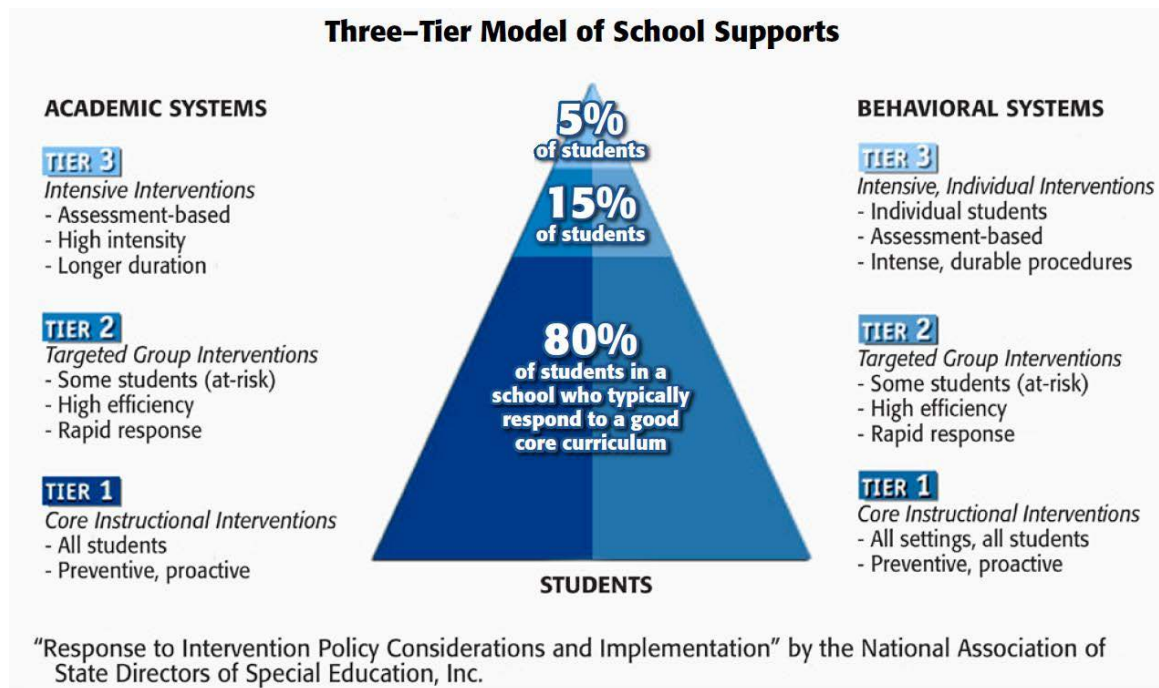 Three–Tier Model of School Supports
ACADEMIC SYSTEMS
TIER 3
Intensive Interventions
- Assessment-based
- High intensity
- Longer duration
TIER 2
Targeted Group Interventions
- Some students (at-risk)
- High efficiency
- Rapid response
TIER 1
Core Instructional Interventions
- All students
- Preventive, proactive
5%
of students
15%
of students
80%
of students in a
school who typically
respond to a good
core curriculum
STUDENTS
BEHAVIORAL SYSTEMS
TIER 3
Intensive, Individual Interventions
- Individual students
- Assessment-based
- Intense, durable procedures
TIER 2
Targeted Group Interventions
- Some students (at-risk)
- High efficiency
- Rapid response
TIER 1
Core Instructional Interventions
- All settings, all students
- Preventive, proactive
“Response to Intervention Policy Considerations and Implementation” by the National Association of
State Directors of Special Education, Inc.